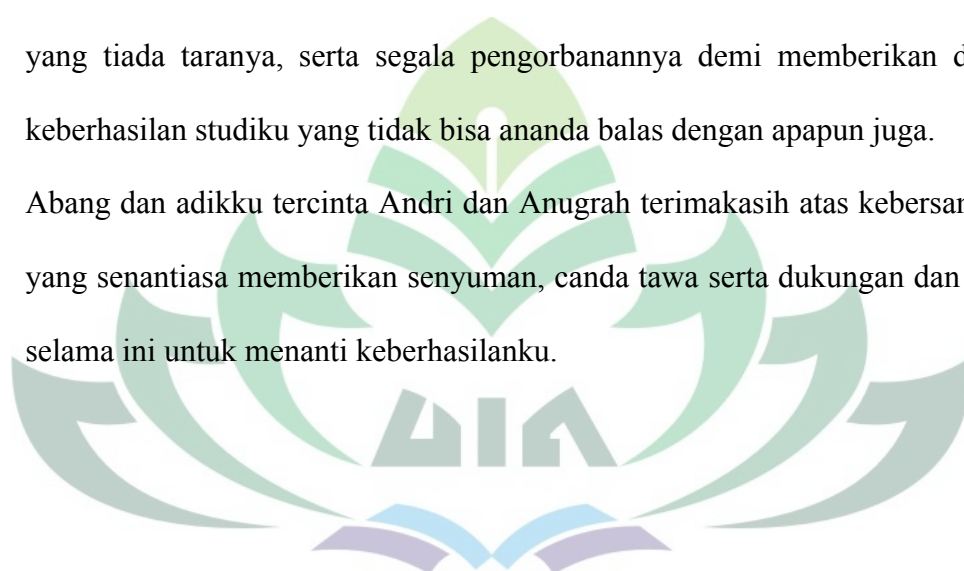 yang tiada taranya, serta segala pengorbanannya demi memberikan
keberhasilan studiku yang tidak bisa ananda balas dengan apapun juga.
Abang dan adikku tercinta Andri dan Anugrah terimakasih atas
yang senantiasa memberikan senyuman, canda tawa serta dukungan dan
selama ini untuk menanti keberhasilanku.
UIN